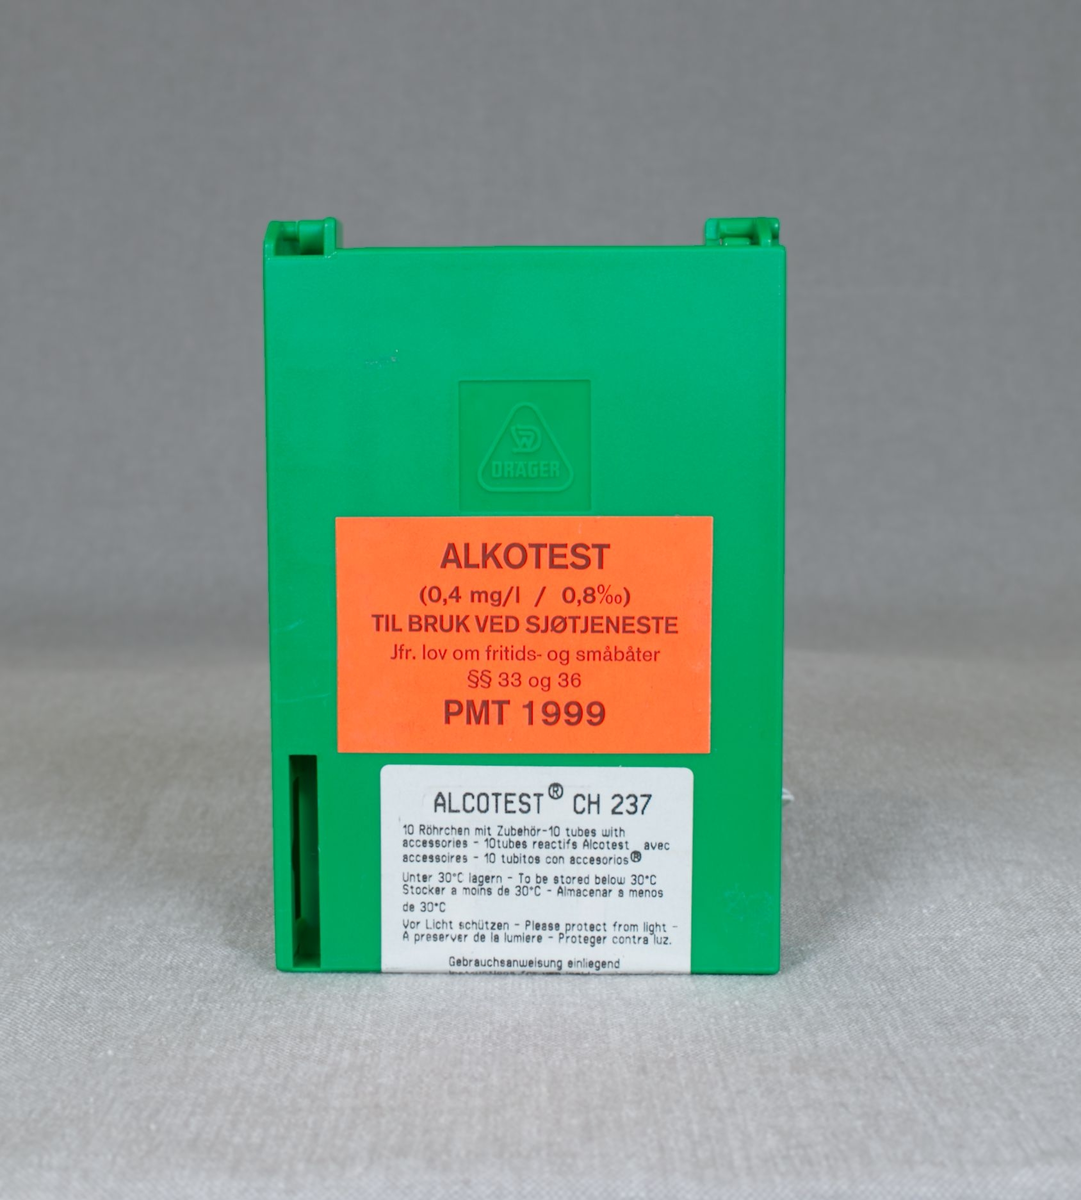 DRÄGER
ALKOTEST
(0,4 mg/l / 0,8‰)
TIL BRUK VED SJØTJENESTE
Jfr. lov om fritids- og småbåter
§§ 33 og 36
PMT 1999
ALCOTEST® CH 237
10 Röhrchen mit Zubehör-10 tubes with
accessories - 10tubes reactifs Alcotest avec
accessoires - 10 tubitos con accesorios®
Unter 30°C lagern - To be stored below 30°C
Stocker a moins de 30°C - Almacenar a menos
de 30°C
Vor Licht schützen - Please protect from light -
A preserver de la lumiere - Proteger contra luz.
Gebrauchsanweisung einliegend